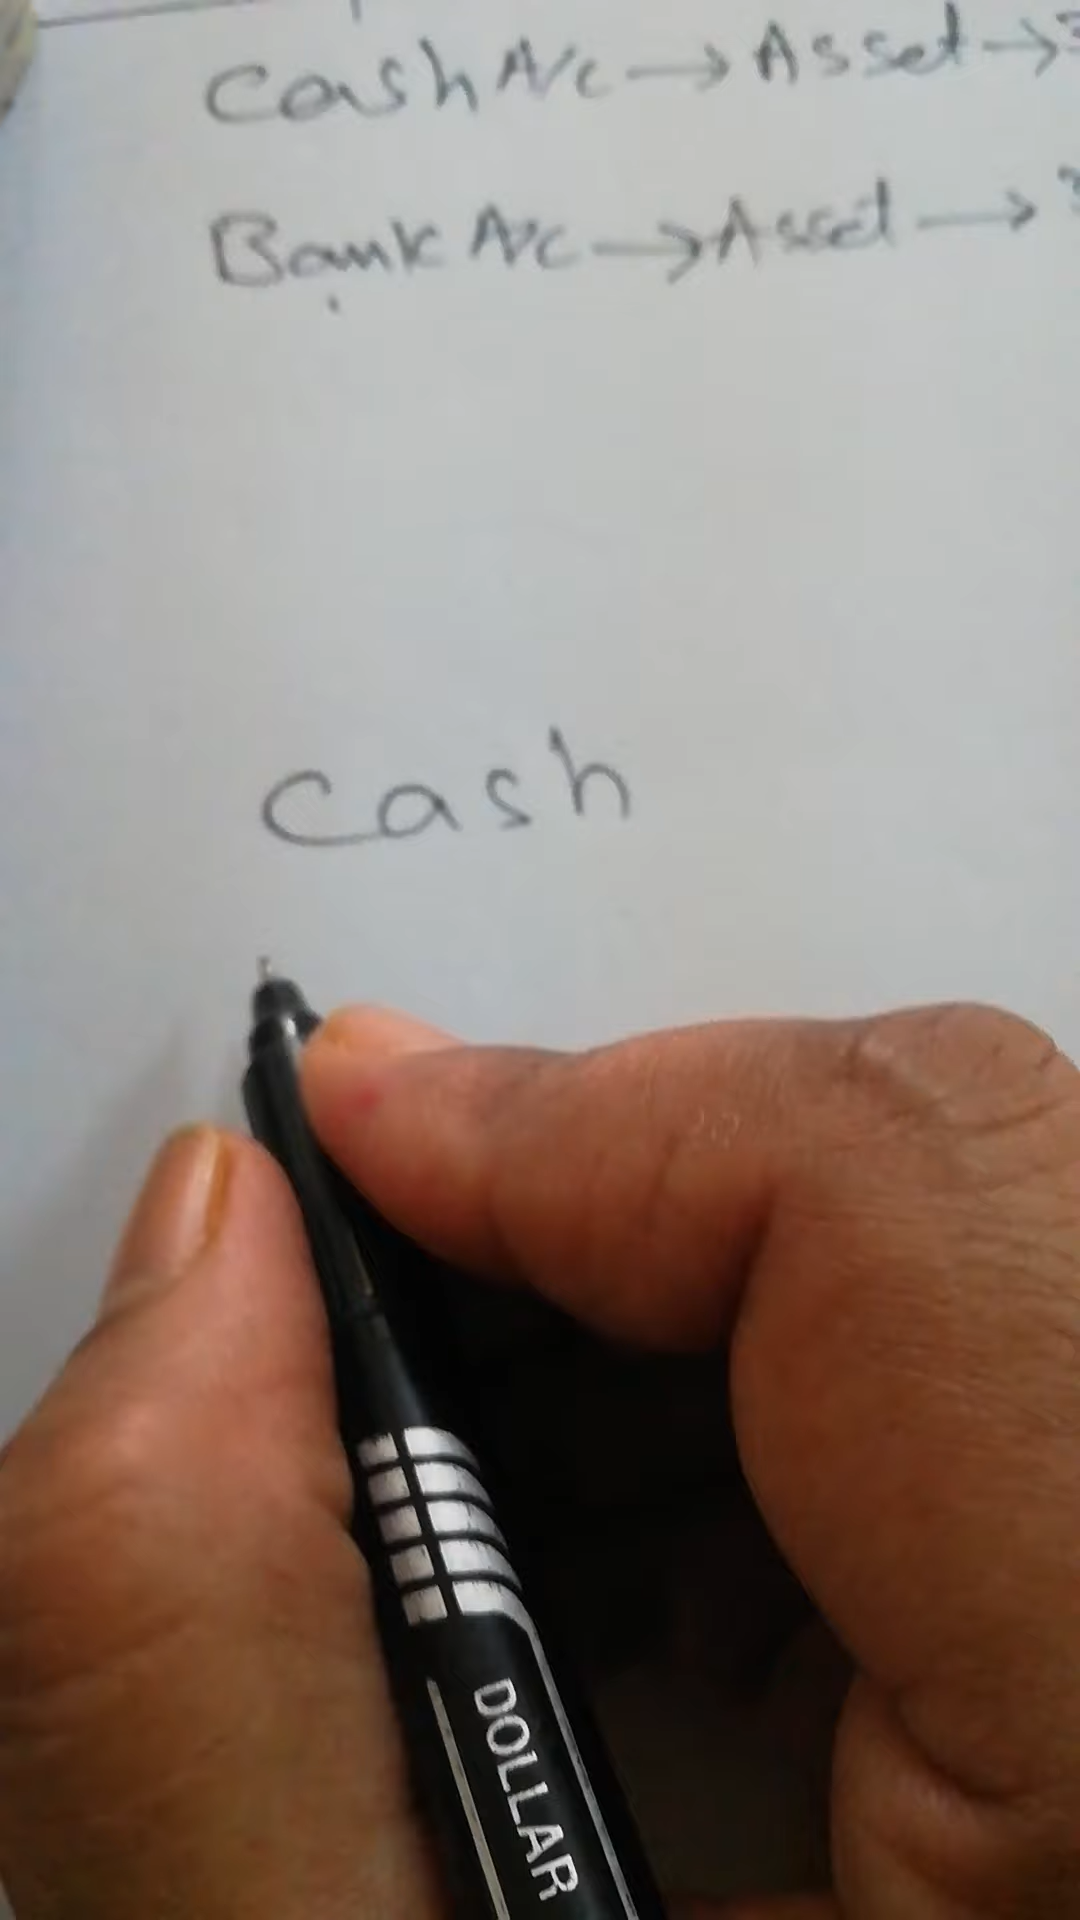 Cash A/c → Asset →
Bank A/c → Asset →
Cash
DOLLAR